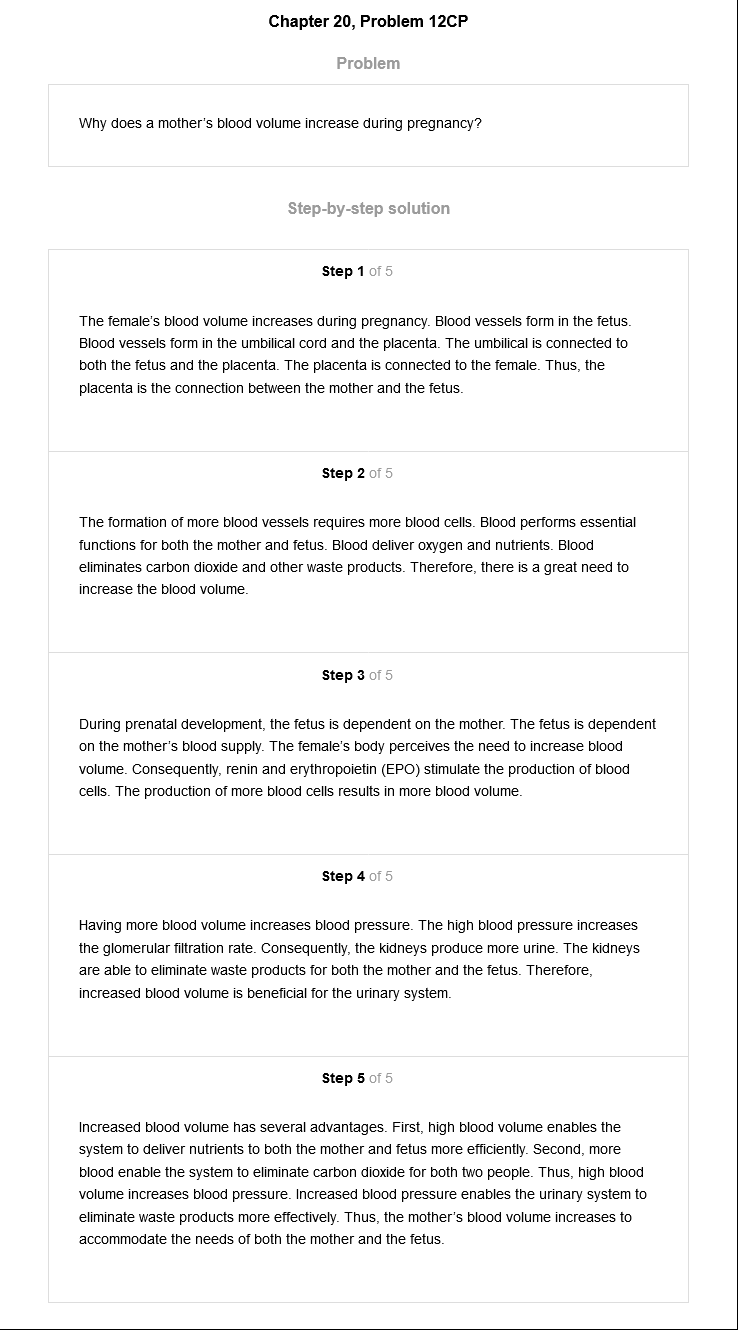 Chapter 20, Problem 12CP
Problem
Why does a mother's blood volume increase during pregnancy?
Step-by-step solution
Step 1 of 5
The female's blood volume increases during pregnancy. Blood vessels form in the fetus.
Blood vessels form in the umbilical cord and the placenta. The umbilical is connected to
both the fetus and the placenta. The placenta is connected to the female. Thus, the
placenta is the connection between the mother and the fetus.
Step 2 of 5
The formation of more blood vessels requires more blood cells. Blood performs essential
functions for both the mother and fetus. Blood deliver oxygen and nutrients. Blood
eliminates carbon dioxide and other waste products. Therefore, there is a great need to
increase the blood volume.
Step 3 of 5
During prenatal development, the fetus is dependent on the mother. The fetus is dependent
on the mother's blood supply. The female's body perceives the need to increase blood
volume. Consequently, renin and erythropoietin (EPO) stimulate the production of blood
cells. The production of more blood cells results in more blood volume.
Step 4 of 5
Having more blood volume increases blood pressure. The high blood pressure increases
the glomerular filtration rate. Consequently, the kidneys produce more urine. The kidneys
are able to eliminate waste products for both the mother and the fetus. Therefore,
increased blood volume is beneficial for the urinary system.
Step 5 of 5
Increased blood volume has several advantages. First, high blood volume enables the
system to deliver nutrients to both the mother and fetus more efficiently. Second, more
blood enable the system to eliminate carbon dioxide for both two people. Thus, high blood
volume increases blood pressure. Increased blood pressure enables the urinary system to
eliminate waste products more effectively. Thus, the mother's blood volume increases to
accommodate the needs of both the mother and the fetus.